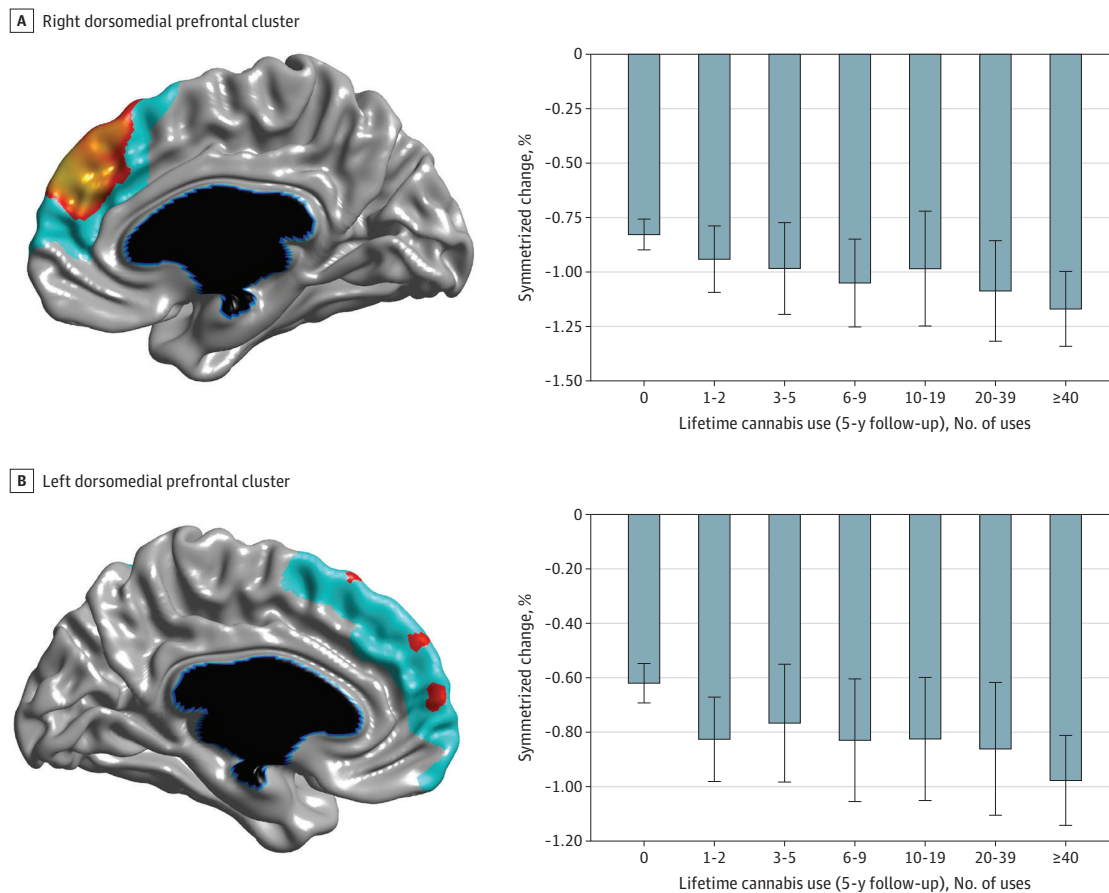 A Right dorsomedial prefrontal cluster
Symmetrized change, %
0
-0.25
-0.50
-0.75
-1.00
-1.25
-1.50
0 1-2 3-5 6-9 10-19 20-39 ≥40
Lifetime cannabis use (5-y follow-up), No. of uses
B Left dorsomedial prefrontal cluster
Symmetrized change, %
0
-0.20
-0.40
-0.60
-0.80
-1.00
-1.20
0 1-2 3-5 6-9 10-19 20-39 ≥40
Lifetime cannabis use (5-y follow-up), No. of uses